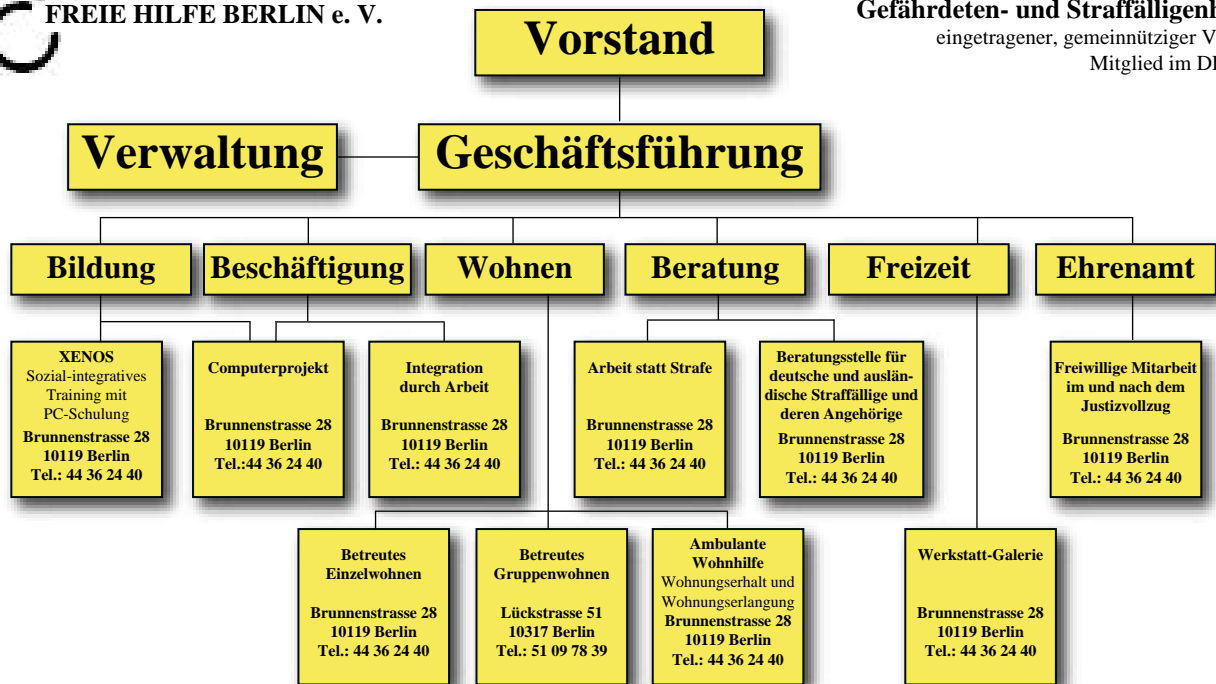 FREIE HILFE BERLIN e. V.
Gefährdeten- und Straffälligenh
eingetragener, gemeinnütziger V
Mitglied im
Vorstand
Verwaltung
Geschäftsführung
Bildung
Beschäftigung
Wohnen
Beratung
Freizeit
Ehrenamt
XENOS
Sozial-integratives
Training mit
PC-Schulung
Brunnenstrasse 28
10119 Berlin
Tel.: 44 36 24 40
Computerprojekt
Brunnenstrasse 28
10119 Berlin
Tel.:44 36 24 40
Integration
durch Arbeit
Brunnenstrasse 28
10119 Berlin
Tel.: 44 36 24 40
Arbeit statt Strafe
Brunnenstrasse 28
10119 Berlin
Tel.: 44 36 24 40
Beratungsstelle für
deutsche und auslän-
dische Straffällige und
deren Angehörige
Brunnenstrasse 28
10119 Berlin
Tel.: 44 36 24 40
Freiwillige Mitarbeit
im und nach dem
Justizvollzug
Brunnenstrasse 28
10119 Berlin
Tel.: 44 36 24 40
Betreutes
Einzelwohnen
Brunnenstrasse 28
10119 Berlin
Tel.: 44 36 24 40
Betreutes
Gruppenwohnen
Lückstrasse 51
10317 Berlin
Tel.: 51 09 78 39
Ambulante
Wohnhilfe
Wohnungserhalt und
Wohnungserlangung
Brunnenstrasse 28
10119 Berlin
Tel.: 44 36 24 40
Werkstatt-Galerie
Brunnenstrasse 28
10119 Berlin
Tel.: 44 36 24 40